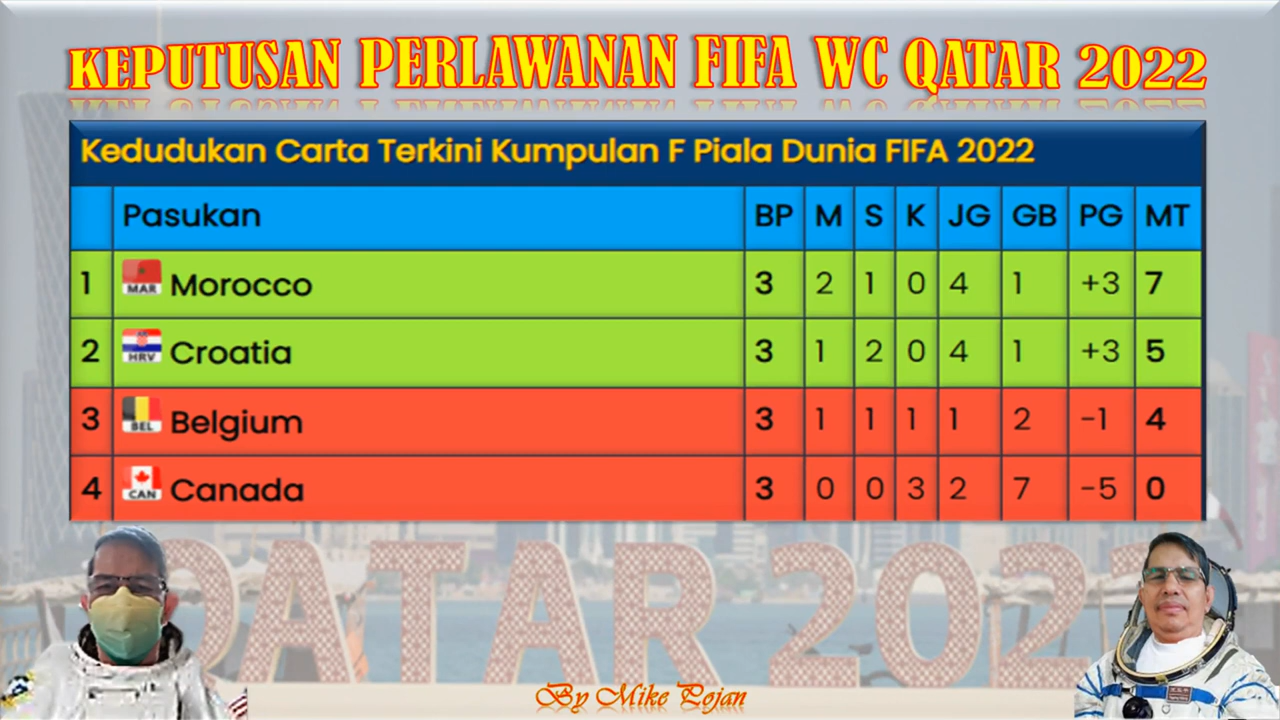 KEPUTUSAN PERLAWANAN FIFA WC QATAR 2022
Kedudukan Carta Terkini Kumpulan F Piala Dunia FIFA 2022
Pasukan BP M S K JG GB PG MT
1 MAR Morocco 3 2 1 0 4 1 +3 7
2 HRV Croatia 3 1 2 0 4 1 +3 5
3 BEL Belgium 3 1 1 1 1 2 -1 4
4 CAN Canada 3 0 0 3 2 7 -5 0
QATAR 2022
By Mike Pojan